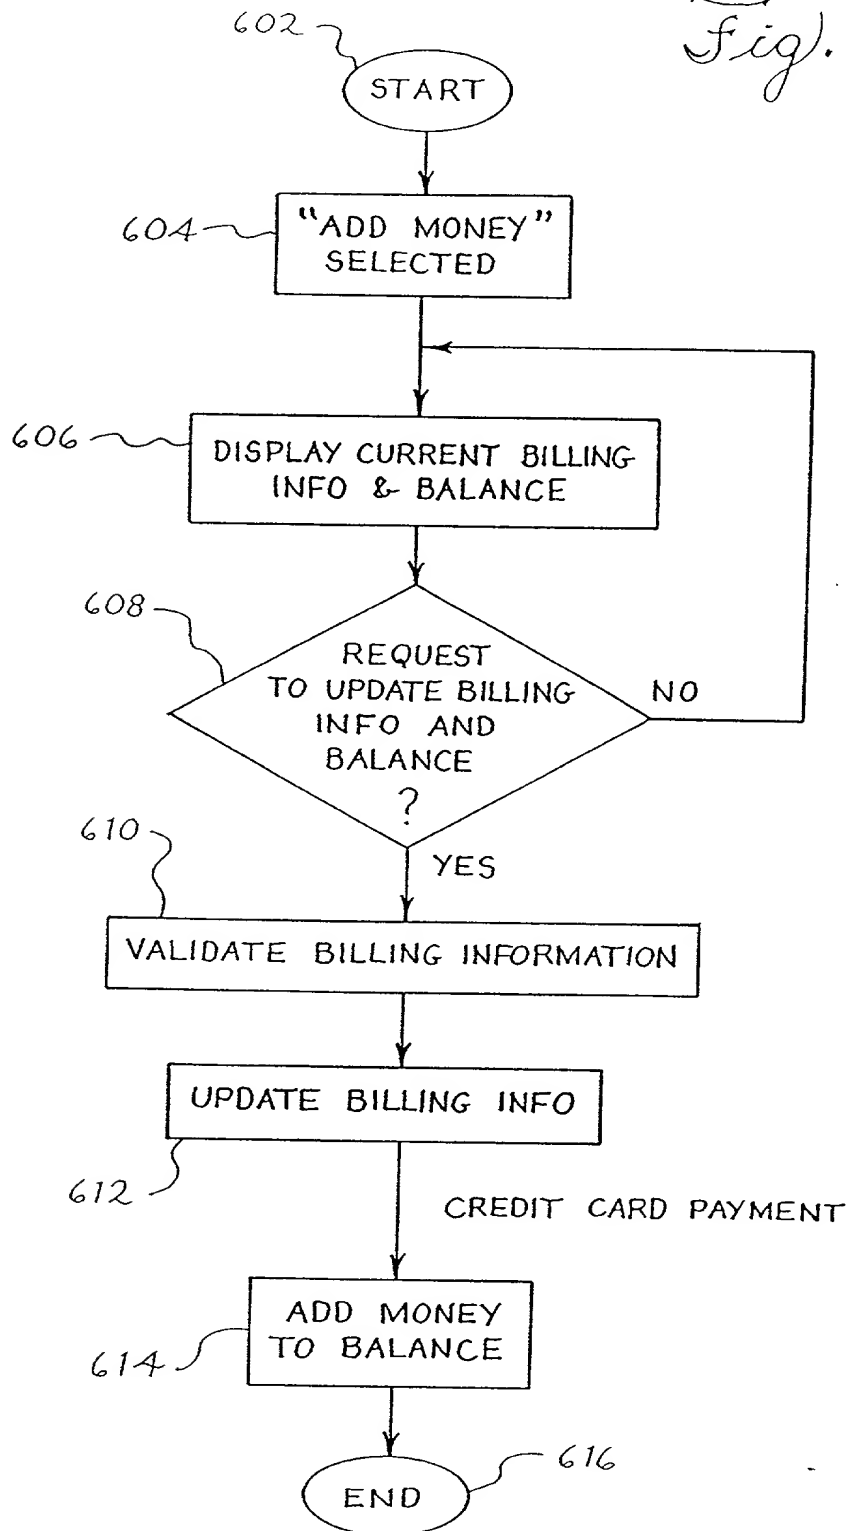 Fig.
602
START
604
"ADD MONEY"
SELECTED
606
DISPLAY CURRENT BILLING
INFO & BALANCE
608
REQUEST
TO UPDATE BILLING
INFO AND
BALANCE
?
NO
YES
610
VALIDATE BILLING INFORMATION
UPDATE BILLING INFO
612
CREDIT CARD PAYMENT
ADD MONEY
TO BALANCE
614
END
616